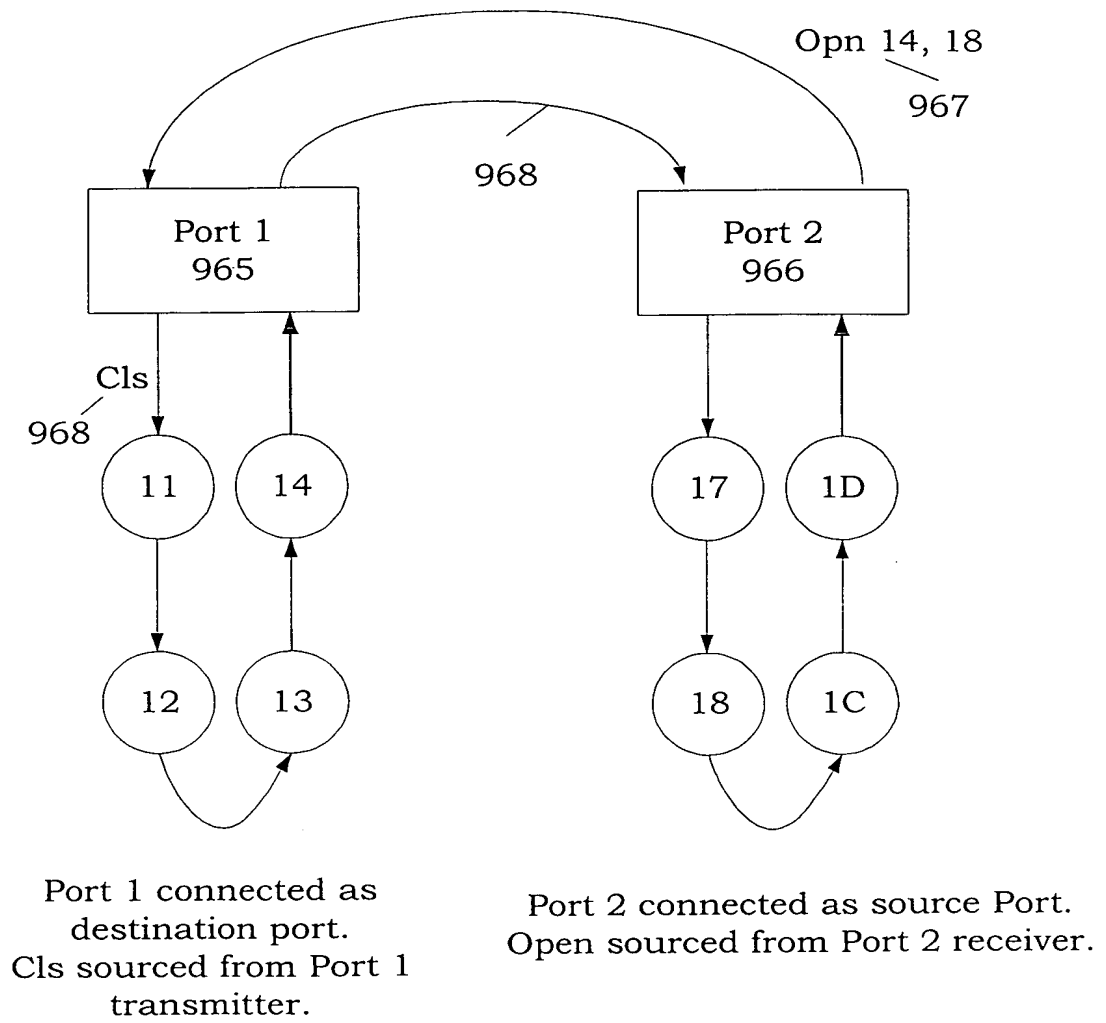 Opn 14, 18
967
968
Port 1
965
Port 2
966
Cls
968
11
14
17
1D
12
13
18
1C
Port 1 connected as
destination port.
Cls sourced from Port 1
transmitter.
Port 2 connected as source Port.
Open sourced from Port 2 receiver.